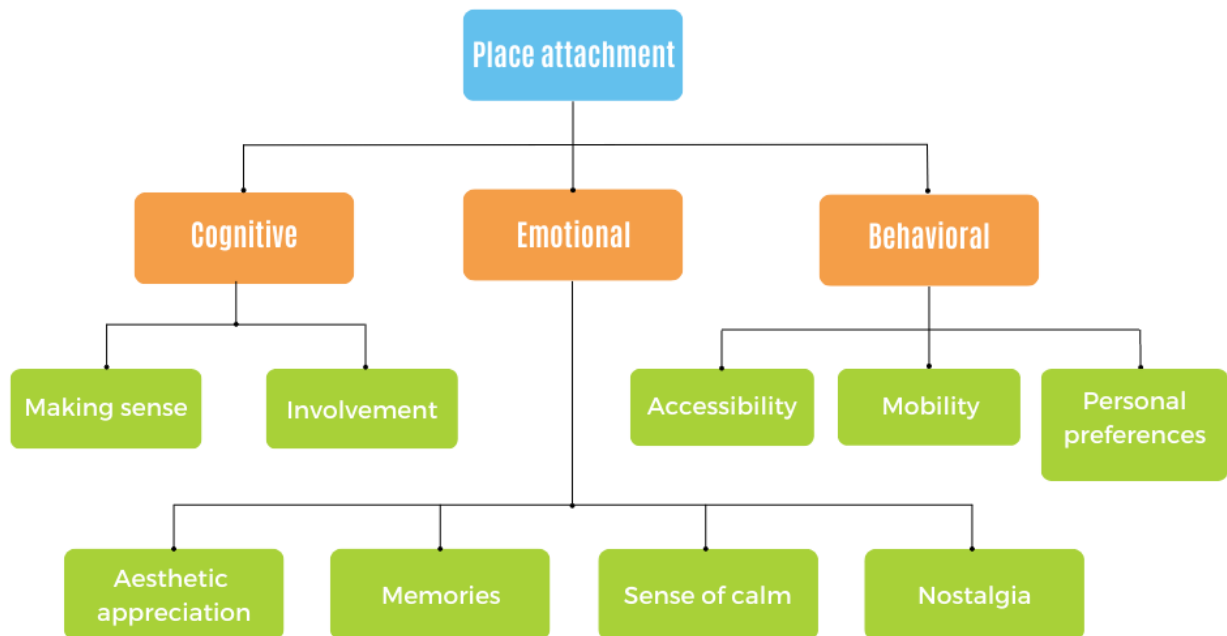 Place attachment
Cognitive
Emotional
Behavioral
Making sense
Involvement
Accessibility
Mobility
Personal
preferences
Aesthetic
appreciation
Memories
Sense of calm
Nostalgia